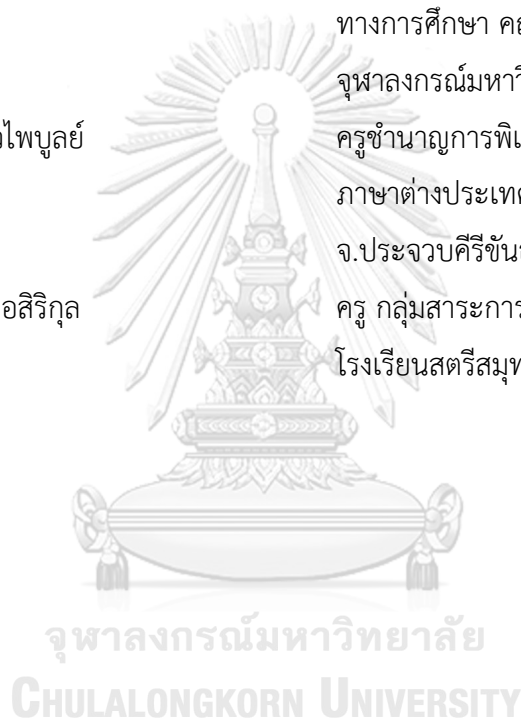 ทางการศึกษา คณ
จุฬาลงกรณ์มหาวิ
ไพบูลย์ ครูชำนาญการพิเ
ภาษาต่างประเทศ
จ.ประจวบคีรีขัน
อสิริกุล ครู กลุ่มสาระการ
โรงเรียนสตรีสมุท
จุฬาลงกรณ์มหาวิทยาลัย
CHULALONGKORN UNIVERSITY